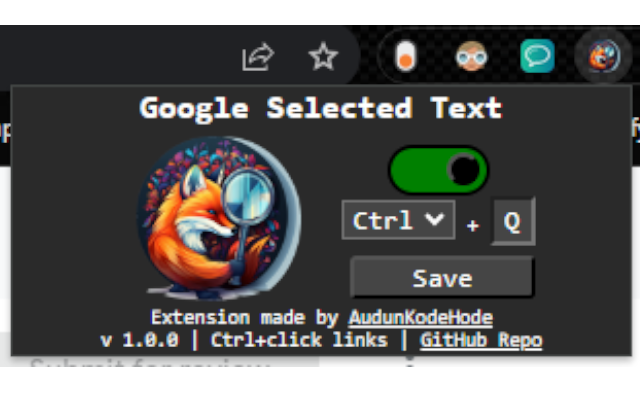 Google Selected Text
Ctrl + Q
Save
Extension made by AudunKodeHode
v 1.0.0 | Ctrl+click links | GitHub Repo